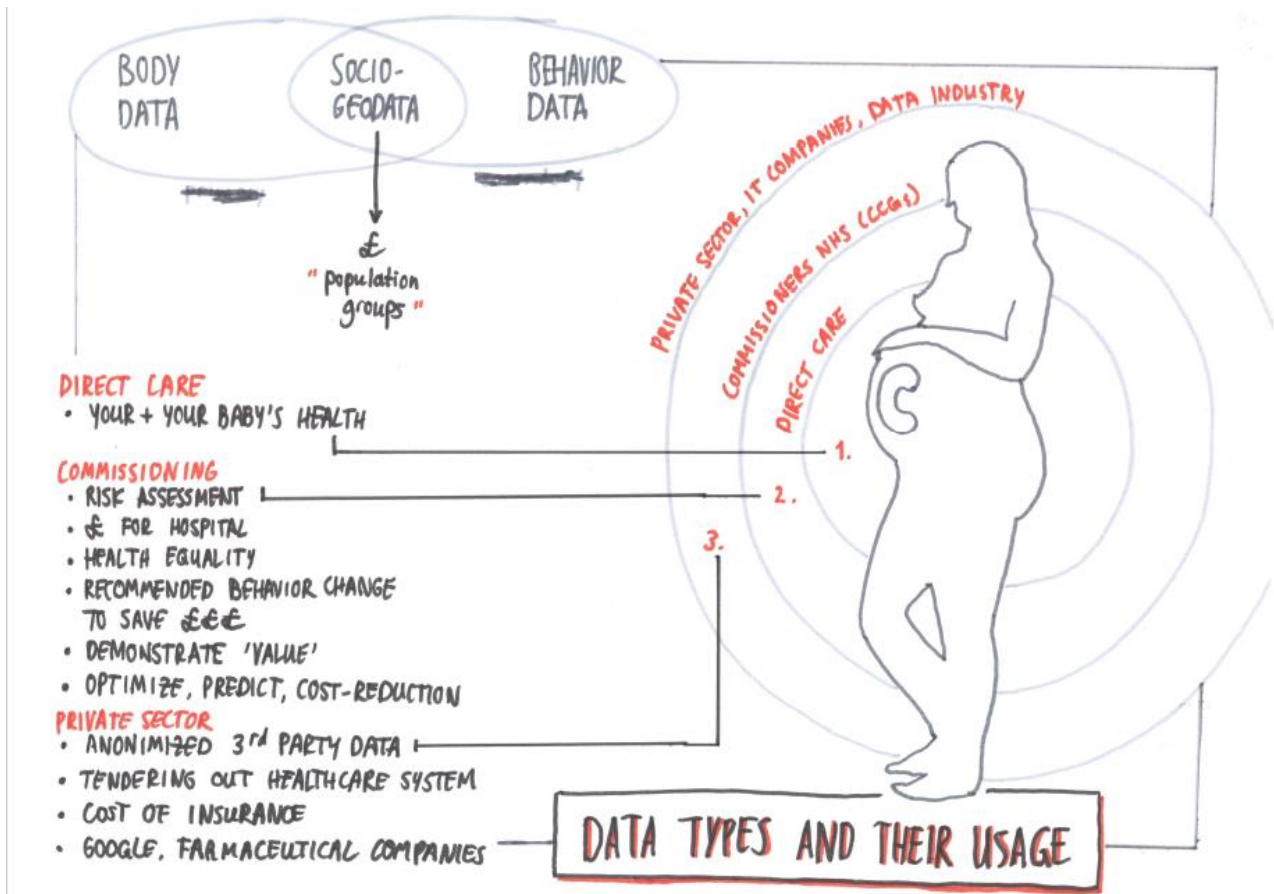 BODY
DATA
SOCIO-
GEODATA
BEHAVIOR
DATA
£
"population
groups"
PRIVATE SECTOR, IT COMPANIES, DATA INDUSTRY
COMMISSIONERS NHS (CCGs)
DIRECT CARE
DIRECT CARE
• YOUR + YOUR BABY'S HEALTH
1.
COMMISSIONING
• RISK ASSESSMENT
2.
• £ FOR HOSPITAL
• HEALTH EQUALITY
3.
• RECOMMENDED BEHAVIOR CHANGE
TO SAVE £££
• DEMONSTRATE 'VALUE'
• OPTIMIZE, PREDICT, COST-REDUCTION
PRIVATE SECTOR
• ANONIMIZED 3rd PARTY DATA
• TENDERING OUT HEALTHCARE SYSTEM
• COST OF INSURANCE
• GOOGLE, FARMACEUTICAL COMPANIES
DATA TYPES AND THEIR USAGE